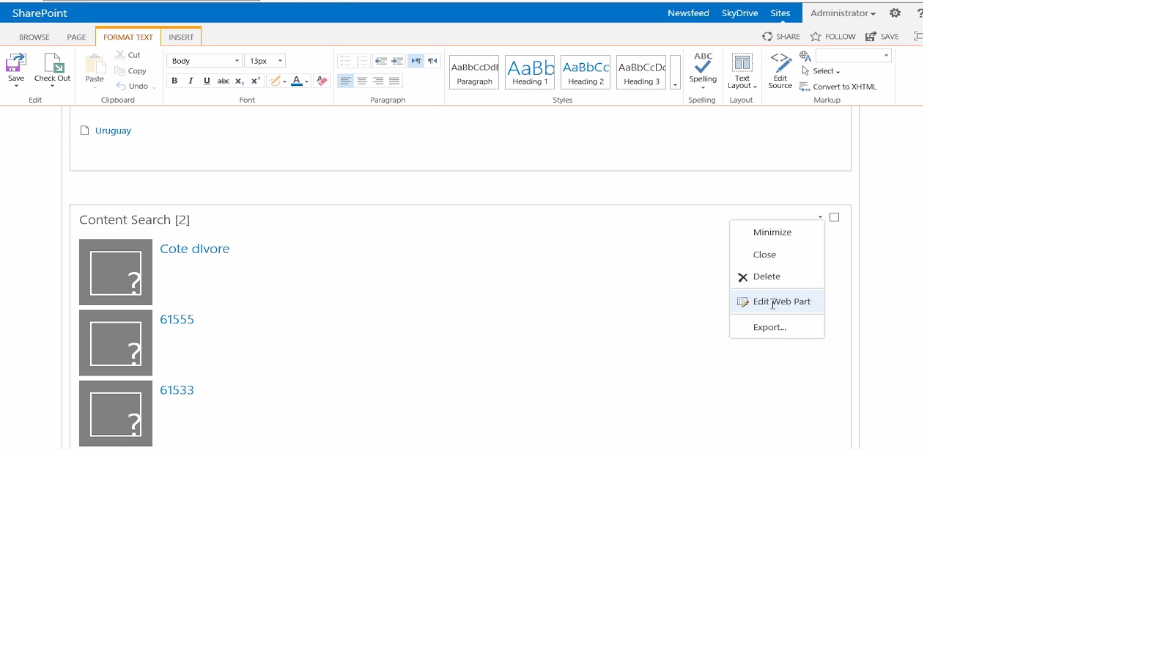 SharePoint Newsfeed SkyDrive Sites Administrator ?
BROWSE PAGE FORMAT TEXT INSERT SHARE FOLLOW SAVE
Save Check Out Paste Cut Copy Undo
Body 13px
B I U abc x₂ x² A
AaBbCcDdI AaBb AaBbCc AaBbCcDc
Paragraph Heading 1 Heading 2 Heading 3
ABC Spelling Text Layout Edit Source Select Convert to XHTML
Edit Clipboard Font Paragraph Styles Spelling Layout Markup
Uruguay
Content Search [2]
Minimize
Close
Delete
Edit Web Part
Export...
Cote dIvore
?
61555
?
61533
?